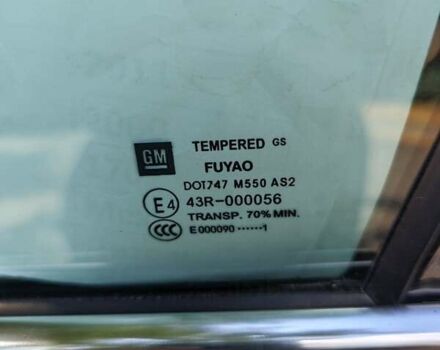 TEMPERED GS
GM
FUYAO
DOT747 M550 AS2
E4 43R-000056
TRANSP. 70% MIN.
CCC E000090 ······1